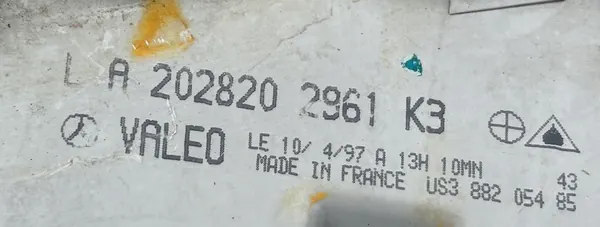 L A 202820 2961 K3
VALEO LE 10/ 4/97 A 13H 10MN 43
MADE IN FRANCE US3 882 054 85